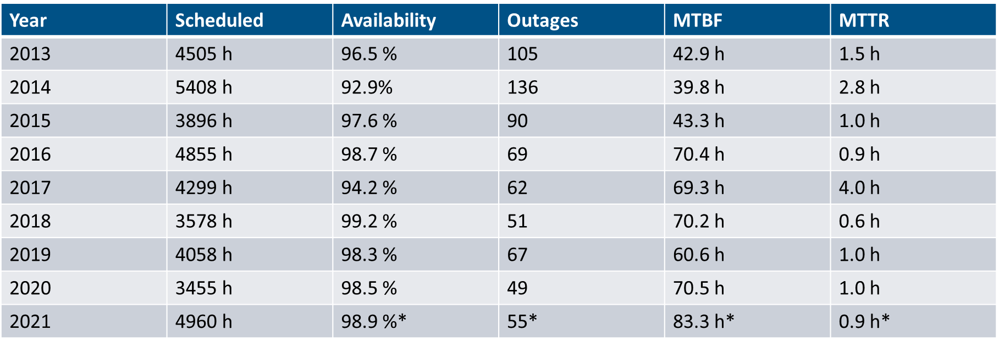 Year Scheduled Availability Outages MTBF MTTR
2013 4505 h 96.5 % 105 42.9 h 1.5 h
2014 5408 h 92.9% 136 39.8 h 2.8 h
2015 3896 h 97.6 % 90 43.3 h 1.0 h
2016 4855 h 98.7 % 69 70.4 h 0.9 h
2017 4299 h 94.2 % 62 69.3 h 4.0 h
2018 3578 h 99.2 % 51 70.2 h 0.6 h
2019 4058 h 98.3 % 67 60.6 h 1.0 h
2020 3455 h 98.5 % 49 70.5 h 1.0 h
2021 4960 h 98.9 %* 55* 83.3 h* 0.9 h*